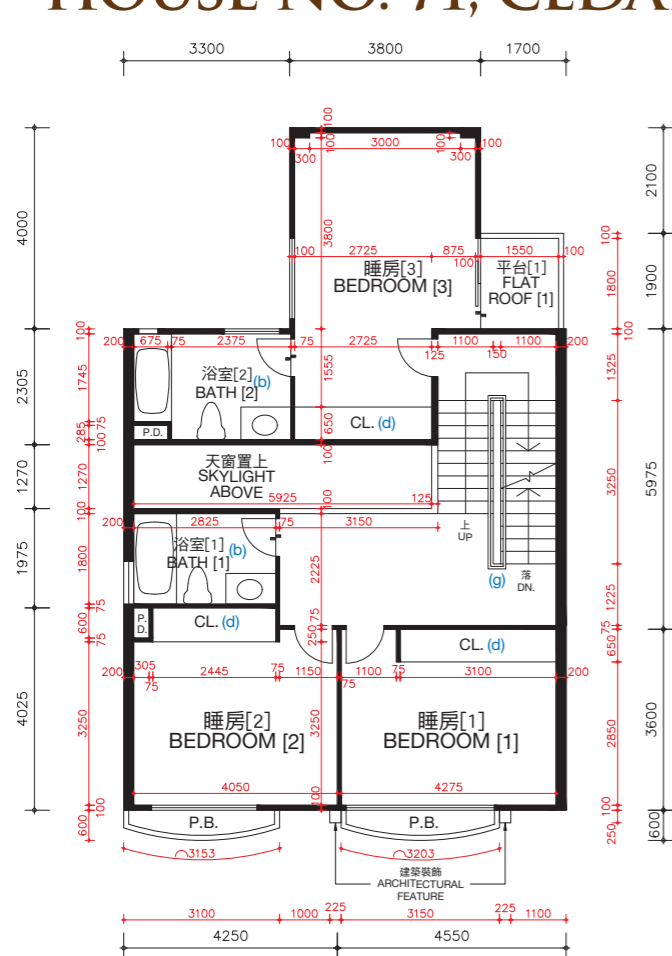 HOUSE NO. 71, CEDA
3300 3800 1700
100
100 100 3000 100 100
300 300
4000 3800 2100
100 2725 875 1550 100
100 100
睡房[3]
BEDROOM [3]
平台[1]
FLAT
ROOF [1]
1800 1900
100 200 675 75 2375 75 2725 1100 1100 200 100
125 150
2305 1745 1555 1325
浴室[2] (b)
BATH [2]
285 75 P.D. 650 CL. (d)
100 100
天窗置上
SKYLIGHT
ABOVE
1270 1270 3250 5975
5925 125
100 100
上
UP
200 2825 75 3150
浴室[1] (b)
BATH [1]
1975 1800 2225
(g)
落
DN.
75 600 P.D. CL. (d) 75 250 1225 75 650
75 CL. (d)
200 305 2445 75 1150 1100 75 3100 200
75 75
4025 3250 3250 2850 3600
睡房[2]
BEDROOM [2]
睡房[1]
BEDROOM [1]
4050 4275
100 100 100
600 P.B. P.B. 250 600
3153 3203
建築裝飾
ARCHITECTURAL
FEATURE
225 225
3100 1000 3150 1100
4250 4550